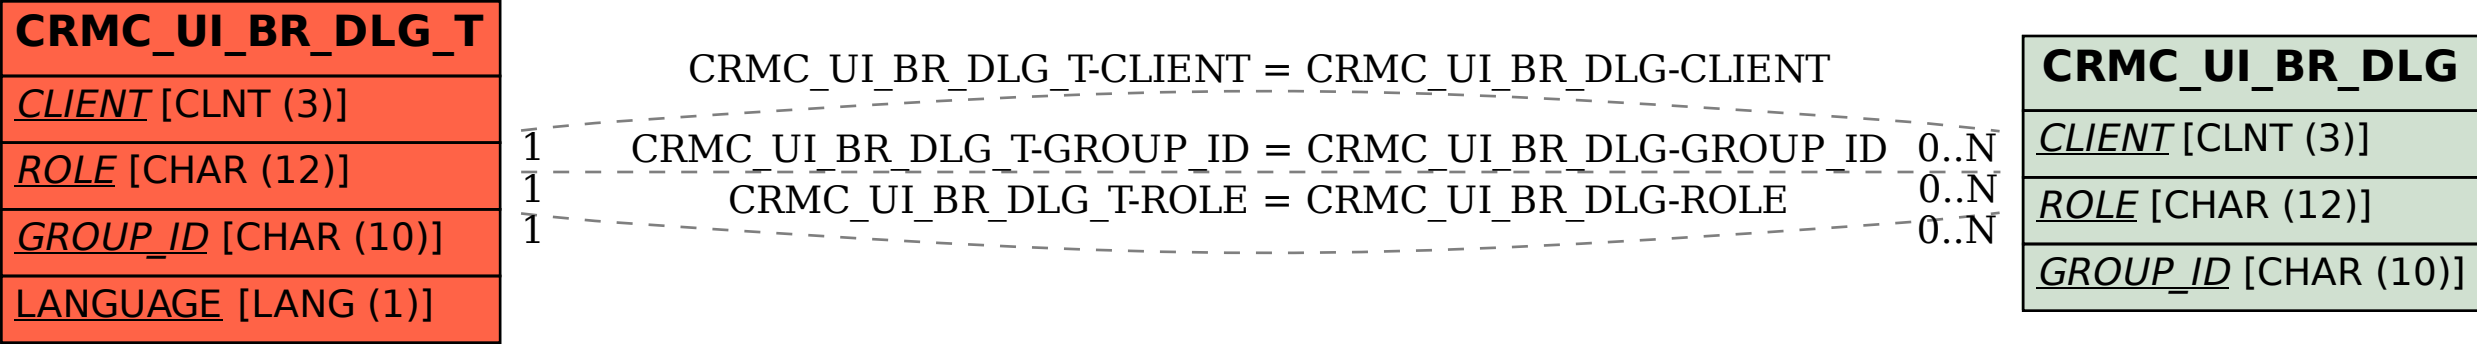 CRMC_UI_BR_DLG_T
CLIENT [CLNT (3)]
ROLE [CHAR (12)]
GROUP_ID [CHAR (10)]
LANGUAGE [LANG (1)]
CRMC_UI_BR_DLG_T-CLIENT = CRMC_UI_BR_DLG-CLIENT
1
CRMC_UI_BR_DLG_T-GROUP_ID = CRMC_UI_BR_DLG-GROUP_ID
0..N
1
CRMC_UI_BR_DLG_T-ROLE = CRMC_UI_BR_DLG-ROLE
0..N
1
0..N
CRMC_UI_BR_DLG
CLIENT [CLNT (3)]
ROLE [CHAR (12)]
GROUP_ID [CHAR (10)]